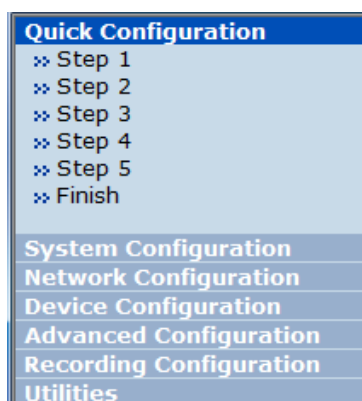 Quick Configuration
» Step 1
» Step 2
» Step 3
» Step 4
» Step 5
» Finish
System Configuration
Network Configuration
Device Configuration
Advanced Configuration
Recording Configuration
Utilities